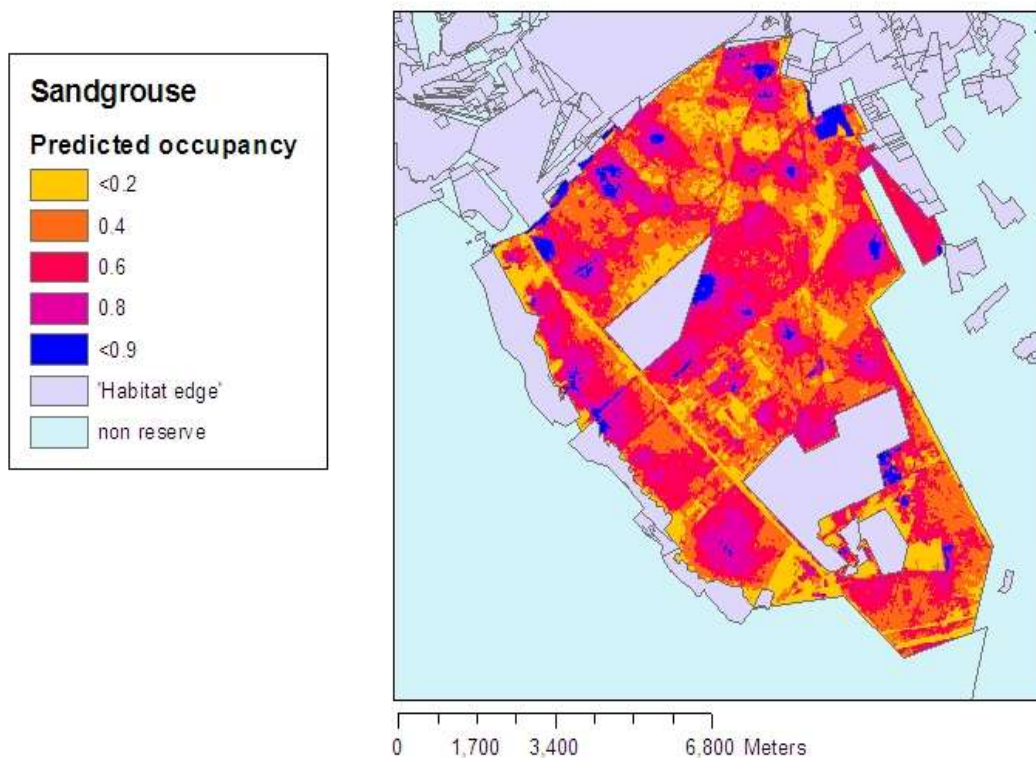 Sandgrouse
Predicted occupancy
<0.2
0.4
0.6
0.8
<0.9
'Habitat edge'
non reserve
0 1,700 3,400 6,800 Meters